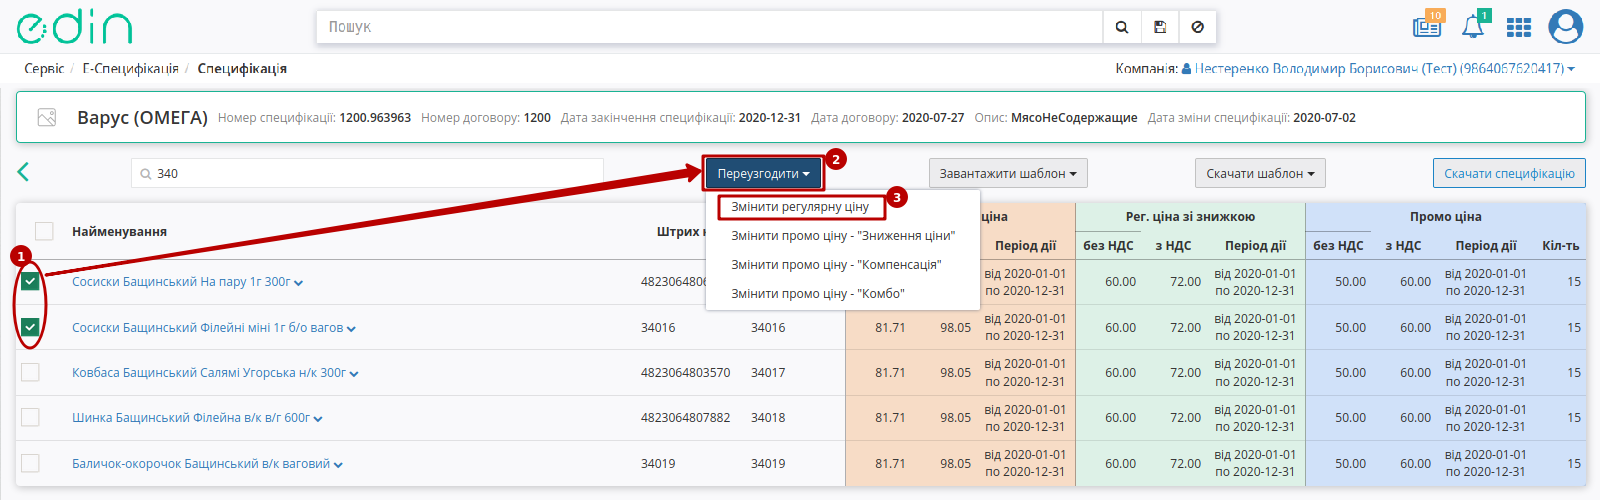 edin
Пошук
10
1
Сервіс / Е-Специфікація / Специфікація
Компанія: Нестеренко Володимир Борисович (Тест) (9864067620417)
Варус (ОМЕГА) Номер специфікації: 1200.963963 Номер договору: 1200 Дата закінчення специфікації: 2020-12-31 Дата договору: 2020-07-27 Опис: МясоНеСодержащие Дата зміни специфікації: 2020-07-02
340
Переузгодити
2
Завантажити шаблон
Скачати шаблон
Скачати специфікацію
Змінити регулярну ціну
3
Змінити промо ціну - "Зниження ціни"
Змінити промо ціну - "Компенсація"
Змінити промо ціну - "Комбо"
ціна Рег. ціна зі знижкою Промо ціна
Найменування Штрих
Період дії без НДС з НДС Період дії без НДС з НДС Період дії Кіл-ть
1
Сосиски Бащинський На пару 1г 300г 482306480 від 2020-01-01 по 2020-12-31 60.00 72.00 від 2020-01-01 по 2020-12-31 50.00 60.00 від 2020-01-01 по 2020-12-31 15
Сосиски Бащинський Філейні міні 1г б/о вагов 34016 34016 81.71 98.05 від 2020-01-01 по 2020-12-31 60.00 72.00 від 2020-01-01 по 2020-12-31 50.00 60.00 від 2020-01-01 по 2020-12-31 15
Ковбаса Бащинський Салямі Угорська н/к 300г 4823064803570 34017 81.71 98.05 від 2020-01-01 по 2020-12-31 60.00 72.00 від 2020-01-01 по 2020-12-31 50.00 60.00 від 2020-01-01 по 2020-12-31 15
Шинка Бащинський Філейна в/к в/г 600г 4823064807882 34018 81.71 98.05 від 2020-01-01 по 2020-12-31 60.00 72.00 від 2020-01-01 по 2020-12-31 50.00 60.00 від 2020-01-01 по 2020-12-31 15
Баличок-окорочок Бащинський в/к ваговий 34019 34019 81.71 98.05 від 2020-01-01 по 2020-12-31 60.00 72.00 від 2020-01-01 по 2020-12-31 50.00 60.00 від 2020-01-01 по 2020-12-31 15